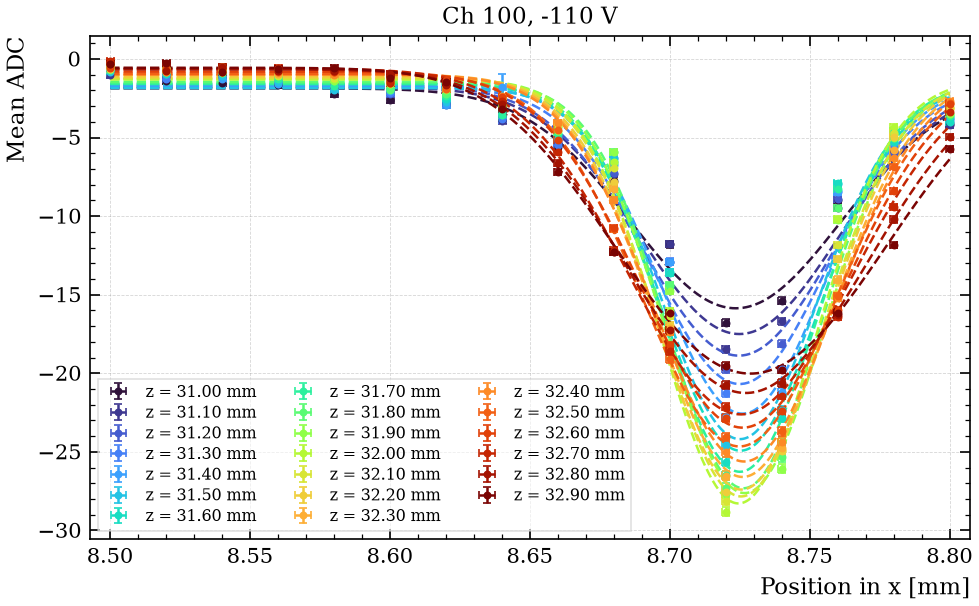 Ch 100, -110 V
Mean ADC
0
−5
−10
−15
−20
−25
−30
z = 31.00 mm
z = 31.10 mm
z = 31.20 mm
z = 31.30 mm
z = 31.40 mm
z = 31.50 mm
z = 31.60 mm
z = 31.70 mm
z = 31.80 mm
z = 31.90 mm
z = 32.00 mm
z = 32.10 mm
z = 32.20 mm
z = 32.30 mm
z = 32.40 mm
z = 32.50 mm
z = 32.60 mm
z = 32.70 mm
z = 32.80 mm
z = 32.90 mm
8.50 8.55 8.60 8.65 8.70 8.75 8.80
Position in x [mm]